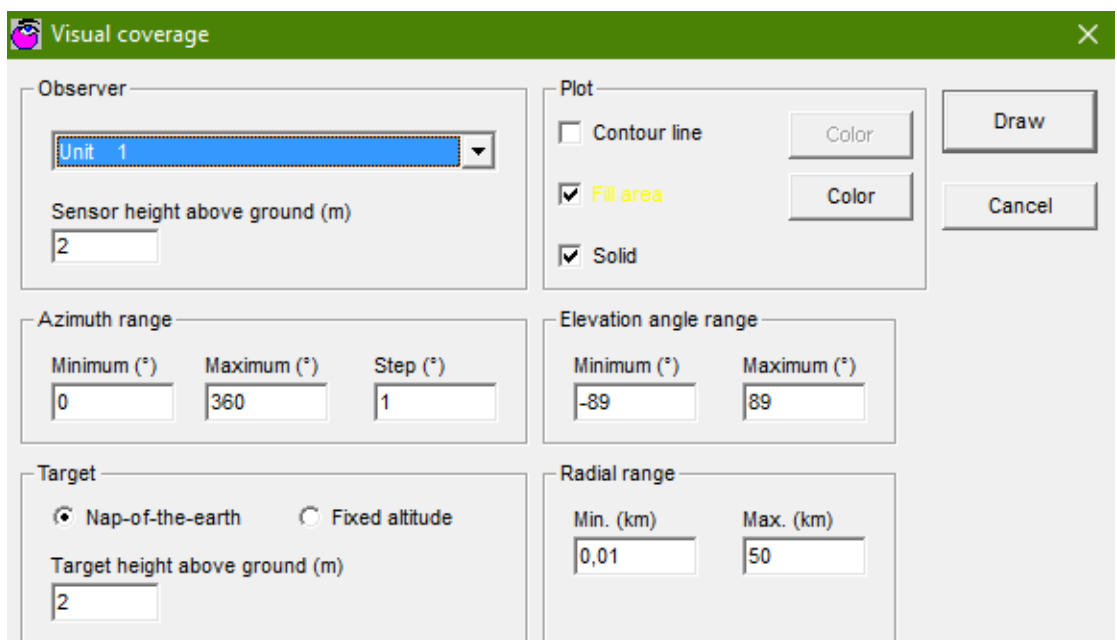 Visual coverage
Observer
Unit 1
Sensor height above ground (m)
2
Plot
Contour line
Color
Fill area
Color
Solid
Draw
Cancel
Azimuth range
Minimum (°) Maximum (°) Step (°)
0 360 1
Elevation angle range
Minimum (°) Maximum (°)
-89 89
Target
Nap-of-the-earth Fixed altitude
Target height above ground (m)
2
Radial range
Min. (km) Max. (km)
0,01 50